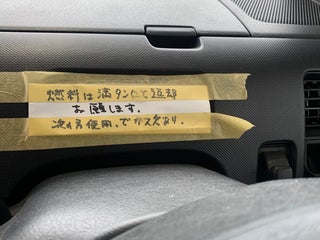 燃料は満タンにて返却
お願します。
次の方使用、でガス欠あり。